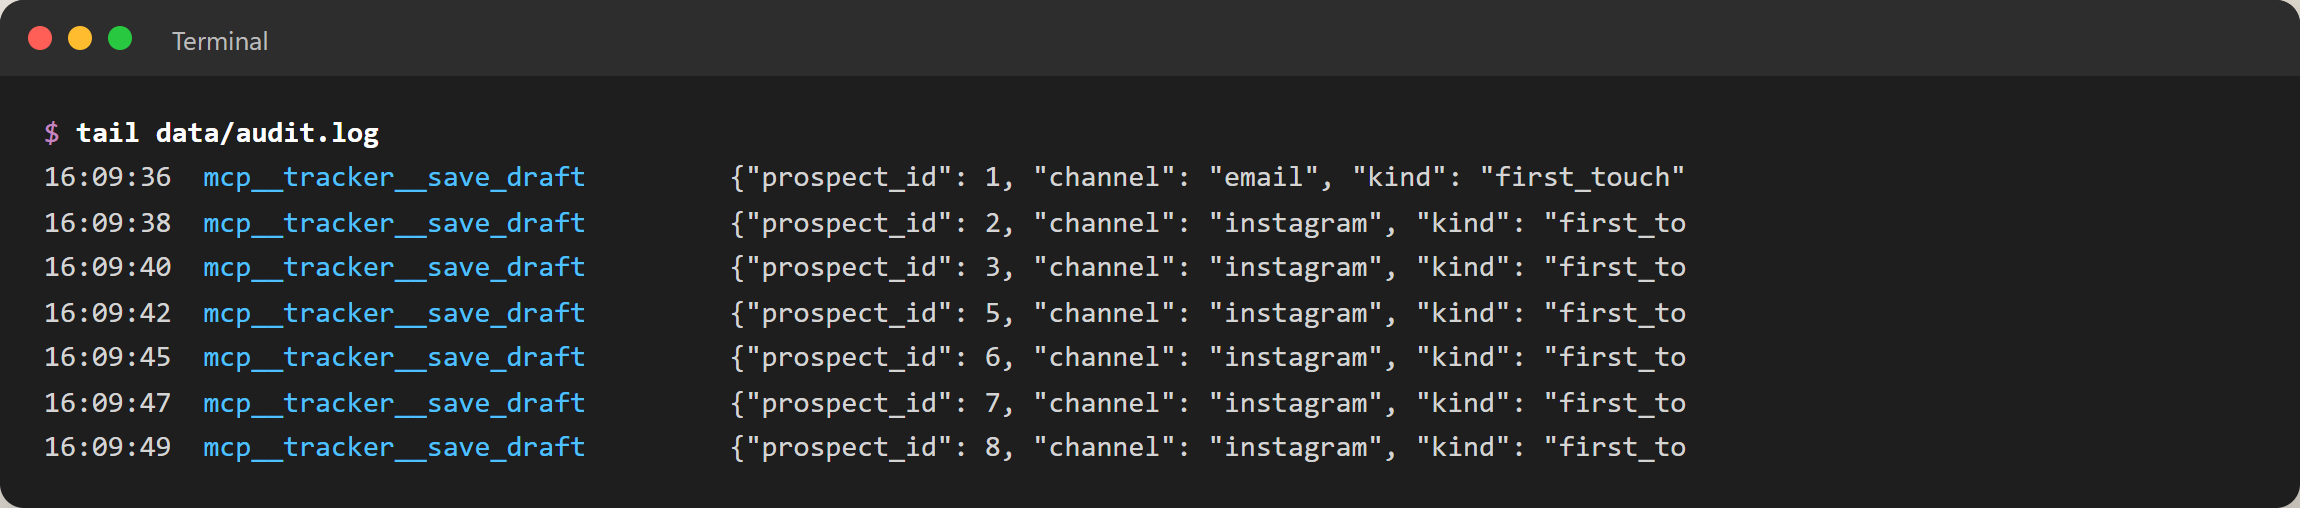 Terminal
$ tail data/audit.log
16:09:36  mcp__tracker__save_draft         {"prospect_id": 1, "channel": "email", "kind": "first_touch"
16:09:38  mcp__tracker__save_draft         {"prospect_id": 2, "channel": "instagram", "kind": "first_to
16:09:40  mcp__tracker__save_draft         {"prospect_id": 3, "channel": "instagram", "kind": "first_to
16:09:42  mcp__tracker__save_draft         {"prospect_id": 5, "channel": "instagram", "kind": "first_to
16:09:45  mcp__tracker__save_draft         {"prospect_id": 6, "channel": "instagram", "kind": "first_to
16:09:47  mcp__tracker__save_draft         {"prospect_id": 7, "channel": "instagram", "kind": "first_to
16:09:49  mcp__tracker__save_draft         {"prospect_id": 8, "channel": "instagram", "kind": "first_to